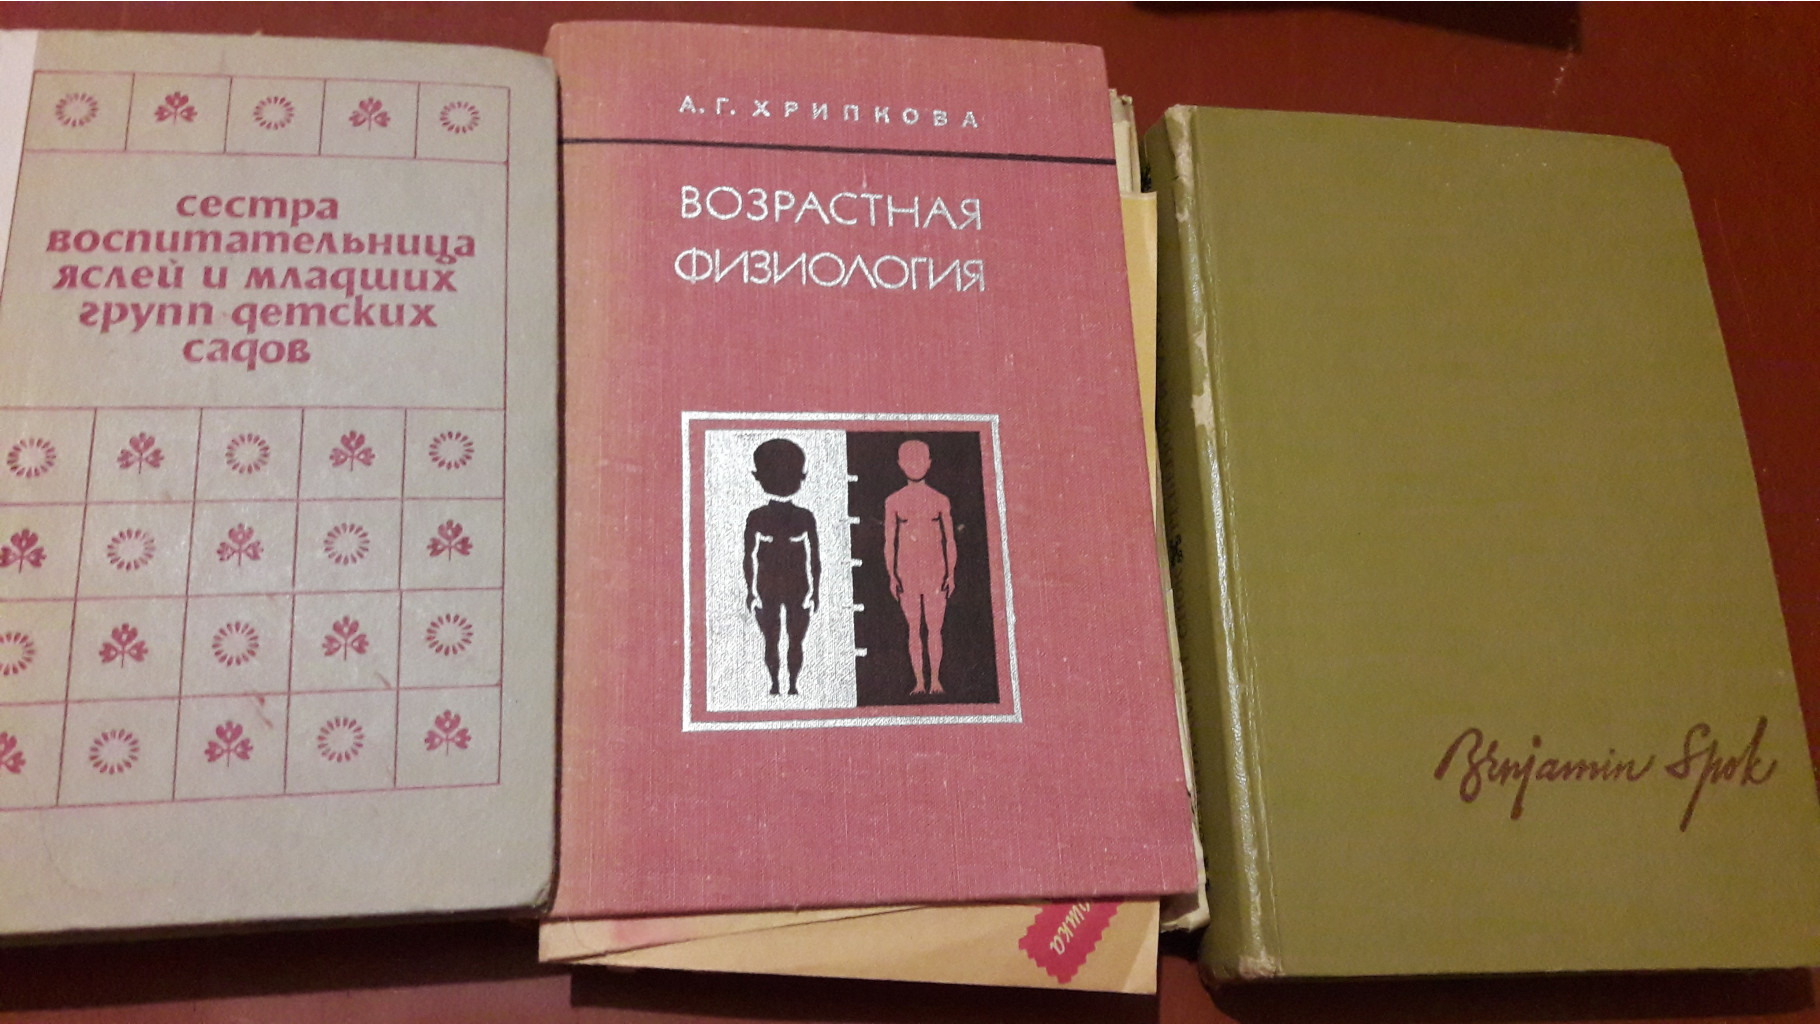 сестра
воспитательница
яслей и младших
групп детских
садов
А. Г. ХРИПКОВА
ВОЗРАСТНАЯ
ФИЗИОЛОГИЯ
Benjamin Spok